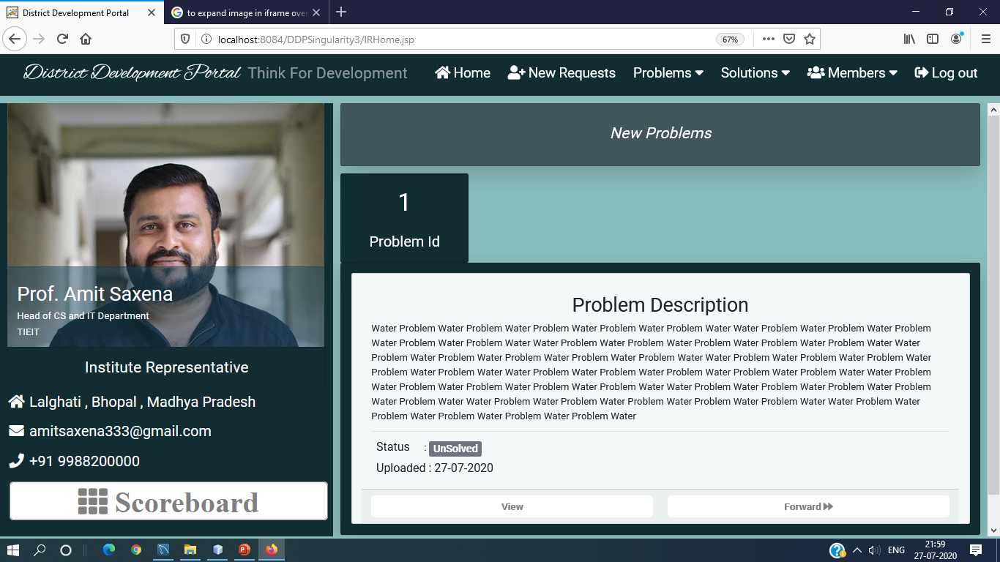 District Development Portal
to expand image in iframe over
localhost:8084/DDPSingularity3/IRHome.jsp
67%
District Development Portal Think For Development Home New Requests Problems Solutions Members Log out
New Problems
1
Problem Id
Prof. Amit Saxena
Head of CS and IT Department
TIEIT
Institute Representative
Lalghati , Bhopal , Madhya Pradesh
amitsaxena333@gmail.com
+91 9988200000
Scoreboard
Problem Description
Water Problem Water Problem Water Problem Water Problem Water Problem Water Water Problem Water Problem Water Problem
Water Problem Water Problem Water Water Problem Water Problem Water Problem Water Problem Water Problem Water Water
Problem Water Problem Water Problem Water Problem Water Problem Water Water Problem Water Problem Water Problem Water
Problem Water Problem Water Water Problem Water Problem Water Problem Water Problem Water Problem Water Water Problem
Water Problem Water Problem Water Problem Water Problem Water Water Problem Water Problem Water Problem Water Problem
Water Problem Water Water Problem Water Problem Water Problem Water Problem Water Problem Water Water Problem Water
Problem Water Problem Water Problem Water Problem Water
Status : UnSolved
Uploaded : 27-07-2020
View
Forward
ENG
21:59
27-07-2020